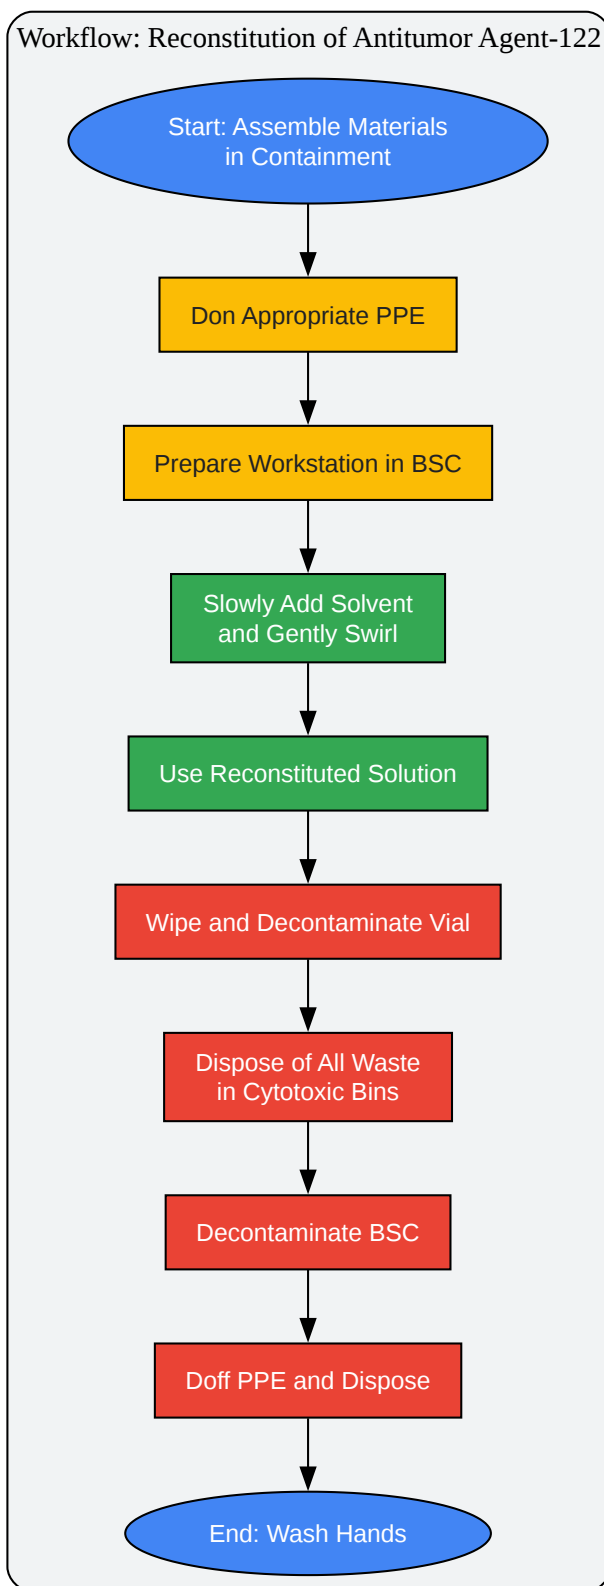 Workflow: Reconstitution of Antitumor Agent-122
Start: Assemble Materials
in Containment
Don Appropriate PPE
Prepare Workstation in BSC
Slowly Add Solvent
and Gently Swirl
Use Reconstituted Solution
Wipe and Decontaminate Vial
Dispose of All Waste
in Cytotoxic Bins
Decontaminate BSC
Doff PPE and Dispose
End: Wash Hands